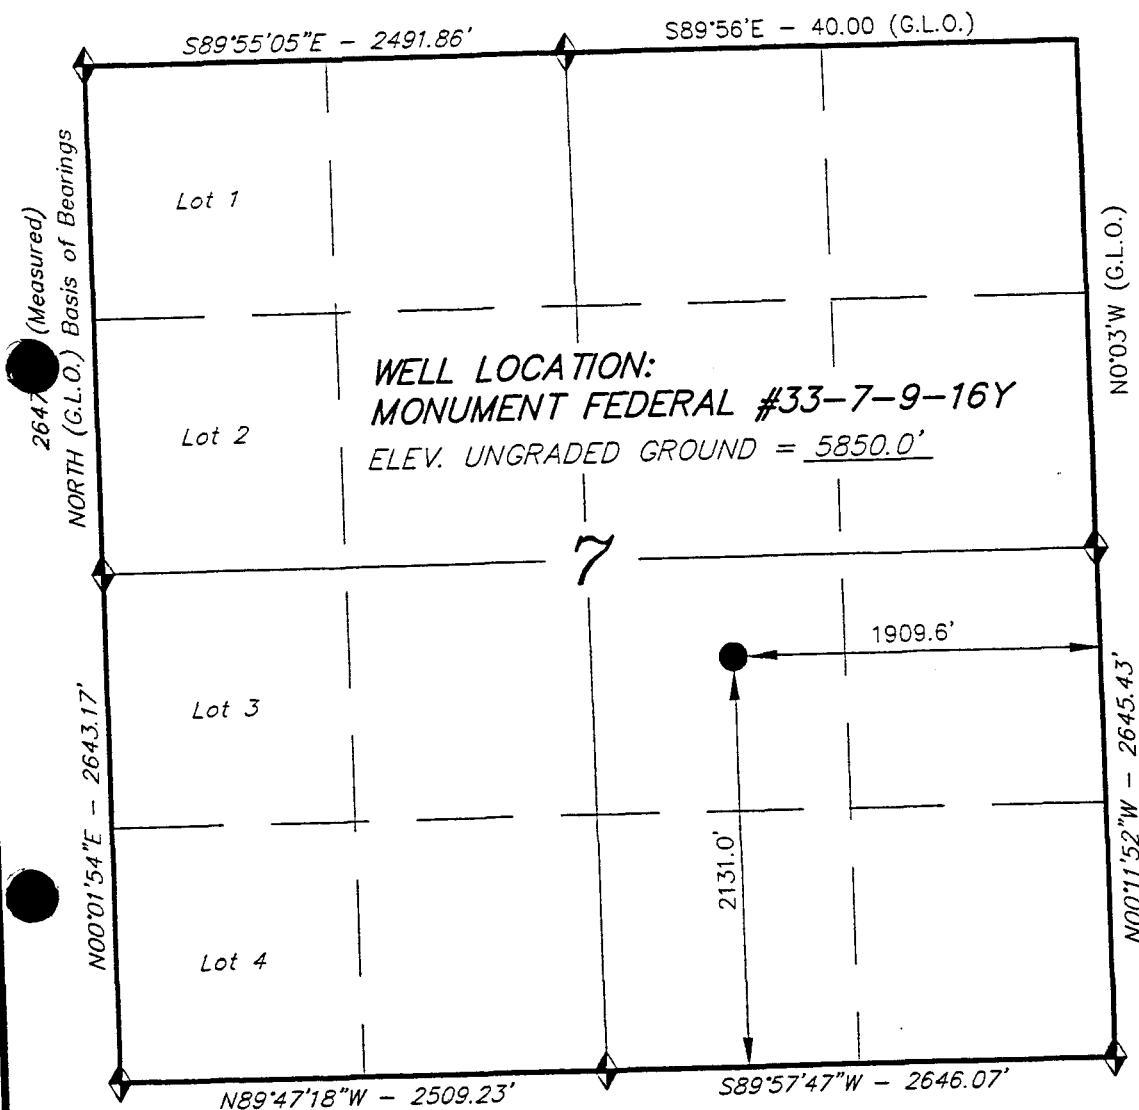 S89°55'05"E - 2491.86'
S89°56'E - 40.00 (G.L.O.)
Lot 1
(Measured)
NORTH (G.L.O.) Basis of Bearings
N0°03'W (G.L.O.)
WELL LOCATION:
MONUMENT FEDERAL #33-7-9-16Y
ELEV. UNGRADED GROUND = 5850.0'
Lot 2
7
1909.6'
Lot 3
N00°01'54"E - 2643.17'
N00°11'52"W - 2645.43'
2131.0'
Lot 4
N89°47'18"W - 2509.23'
S89°57'47"W - 2646.07'